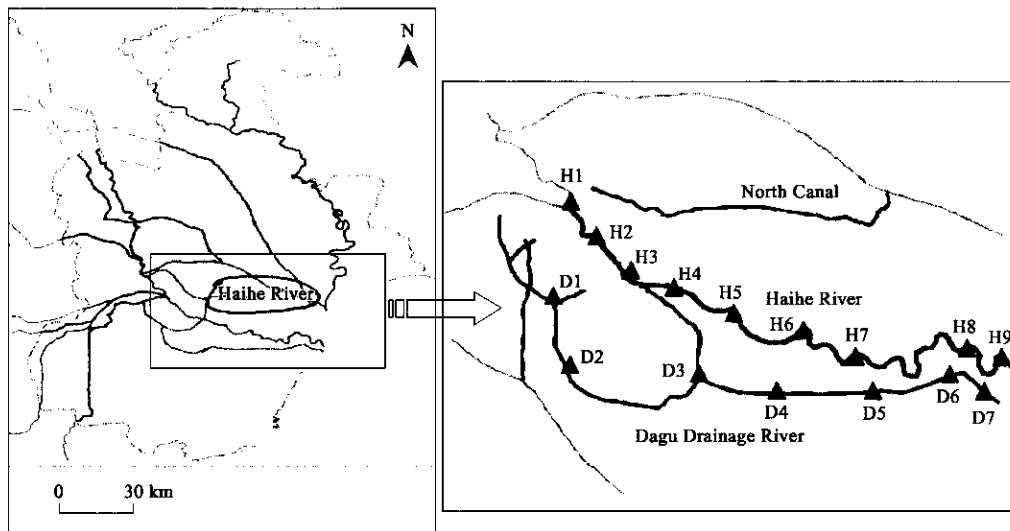 N
Haihe River
0 30 km
H1
North Canal
H2
H3
H4
D1
H5
Haihe River
H6
H7
H8
H9
D2
D3
D4
D5
D6
D7
Dagu Drainage River